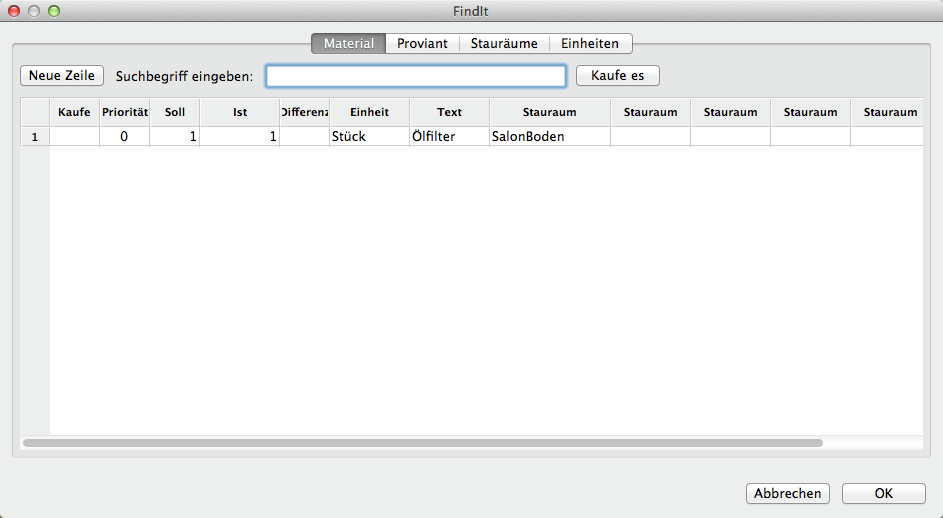 FindIt
Material Proviant Stauräume Einheiten
Neue Zeile Suchbegriff eingeben: Kaufe es
Kaufe Priorität Soll Ist Differenz Einheit Text Stauraum Stauraum Stauraum Stauraum Stauraum
1 0 1 1 Stück Ölfilter SalonBoden
Abbrechen OK